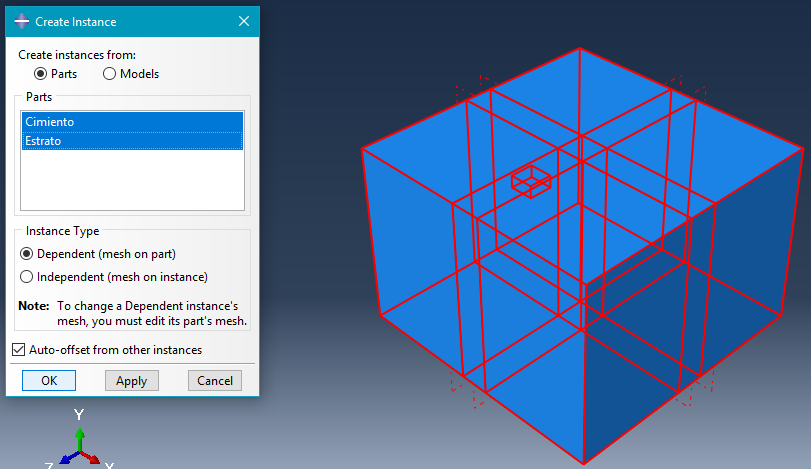 Create Instance
Create instances from:
Parts Models
Parts
Cimiento
Estrato
Instance Type
Dependent (mesh on part)
Independent (mesh on instance)
Note: To change a Dependent instance's
mesh, you must edit its part's mesh.
Auto-offset from other instances
OK Apply Cancel
Y
Z X